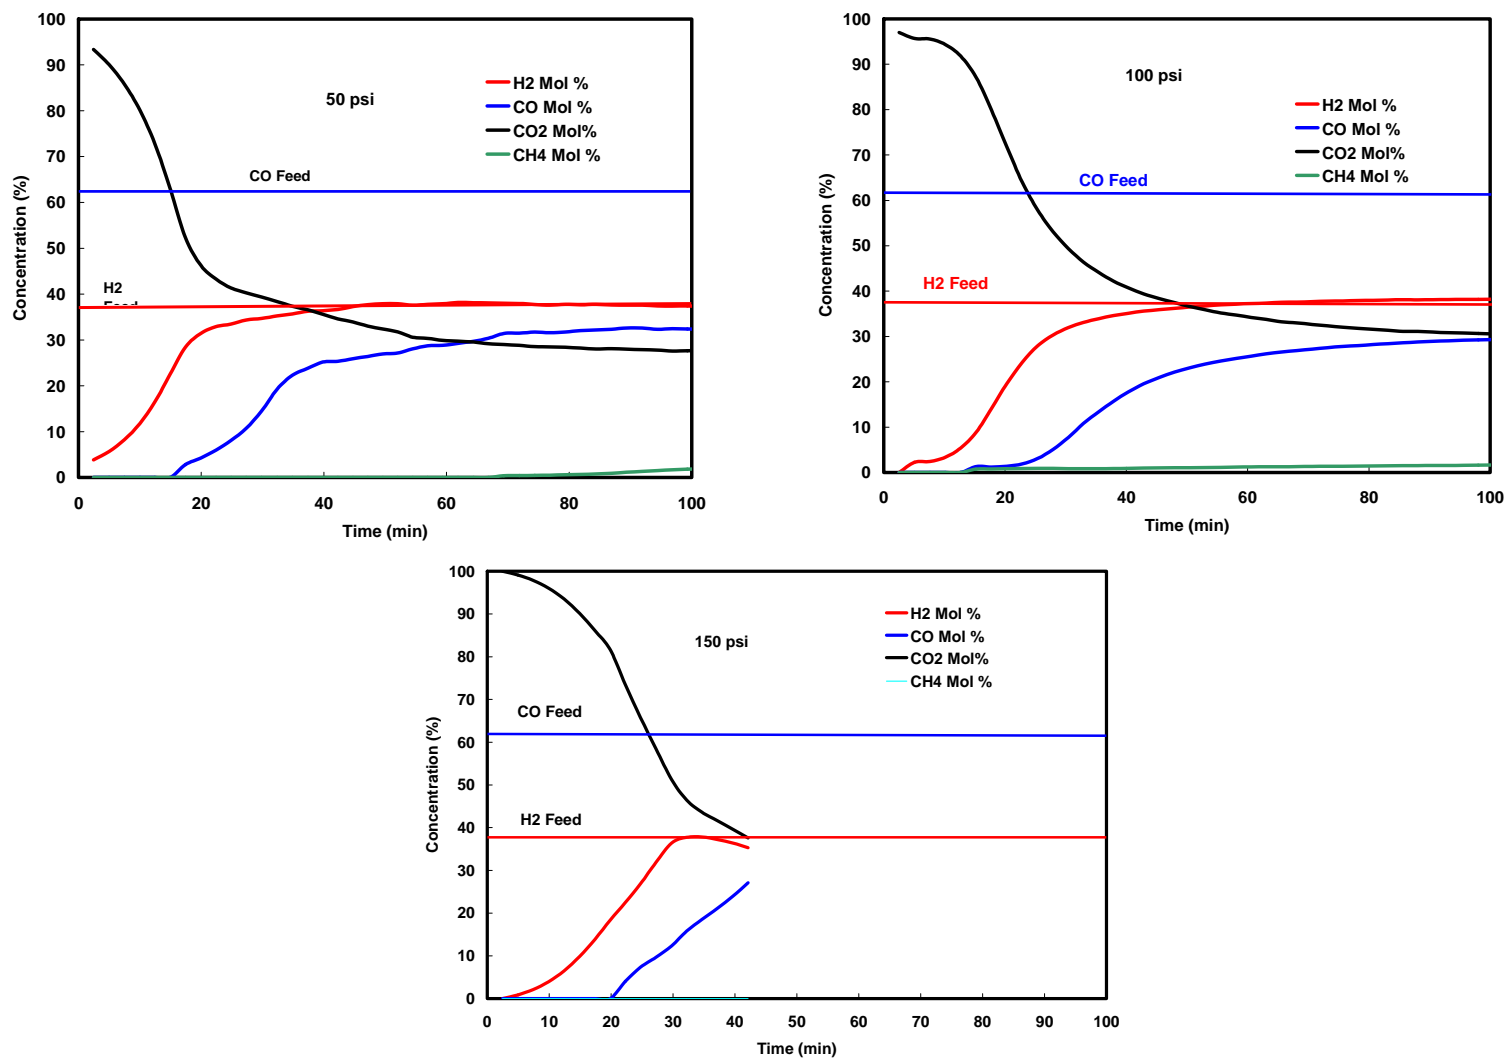 100
90
80
70
60
50
40
30
20
10
0
Concentration (%)
50 psi
H2 Mol %
CO Mol %
CO2 Mol%
CH4 Mol %
CO Feed
H2
0 20 40 60 80 100
Time (min)
100
90
80
70
60
50
40
30
20
10
0
Concentration (%)
100 psi
H2 Mol %
CO Mol %
CO2 Mol%
CH4 Mol %
CO Feed
H2 Feed
0 20 40 60 80 100
Time (min)
100
90
80
70
60
50
40
30
20
10
0
Concentration (%)
150 psi
H2 Mol %
CO Mol %
CO2 Mol%
CH4 Mol %
CO Feed
H2 Feed
0 10 20 30 40 50 60 70 80 90 100
Time (min)